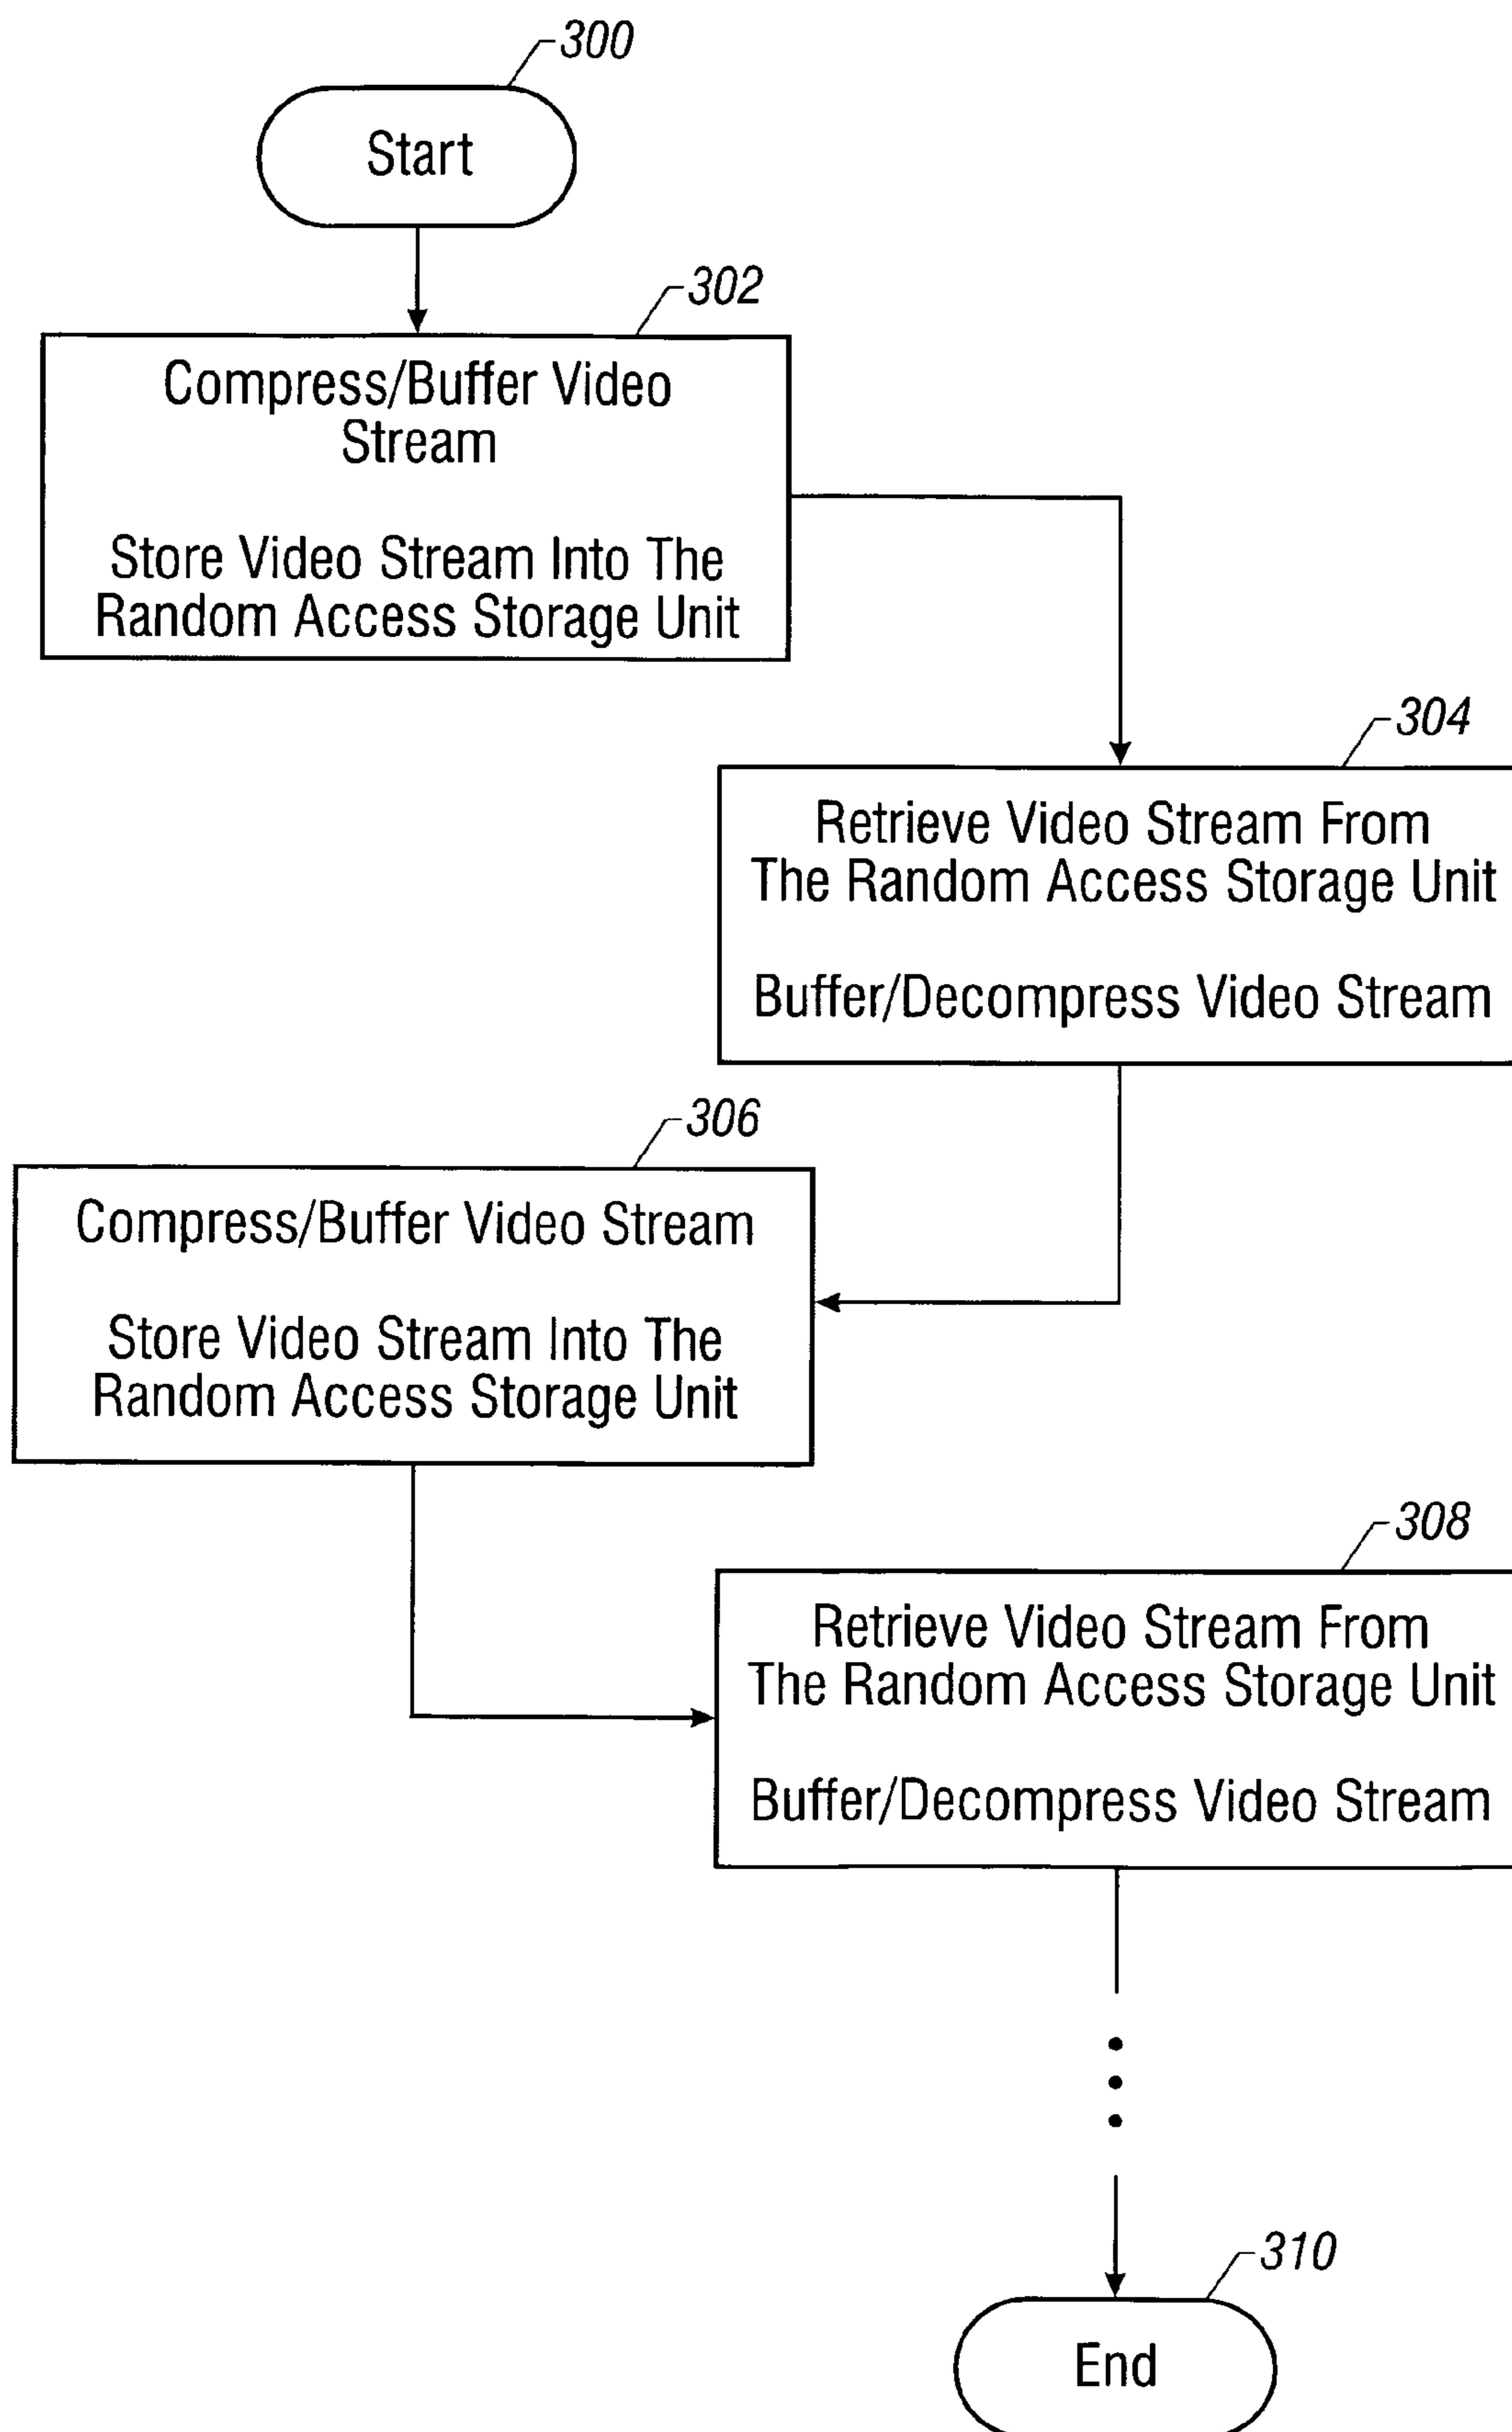 300
Start
302
Compress/Buffer Video
Stream
Store Video Stream Into The
Random Access Storage Unit
304
Retrieve Video Stream From
The Random Access Storage Unit
Buffer/Decompress Video Stream
306
Compress/Buffer Video Stream
Store Video Stream Into The
Random Access Storage Unit
308
Retrieve Video Stream From
The Random Access Storage Unit
Buffer/Decompress Video Stream
310
End